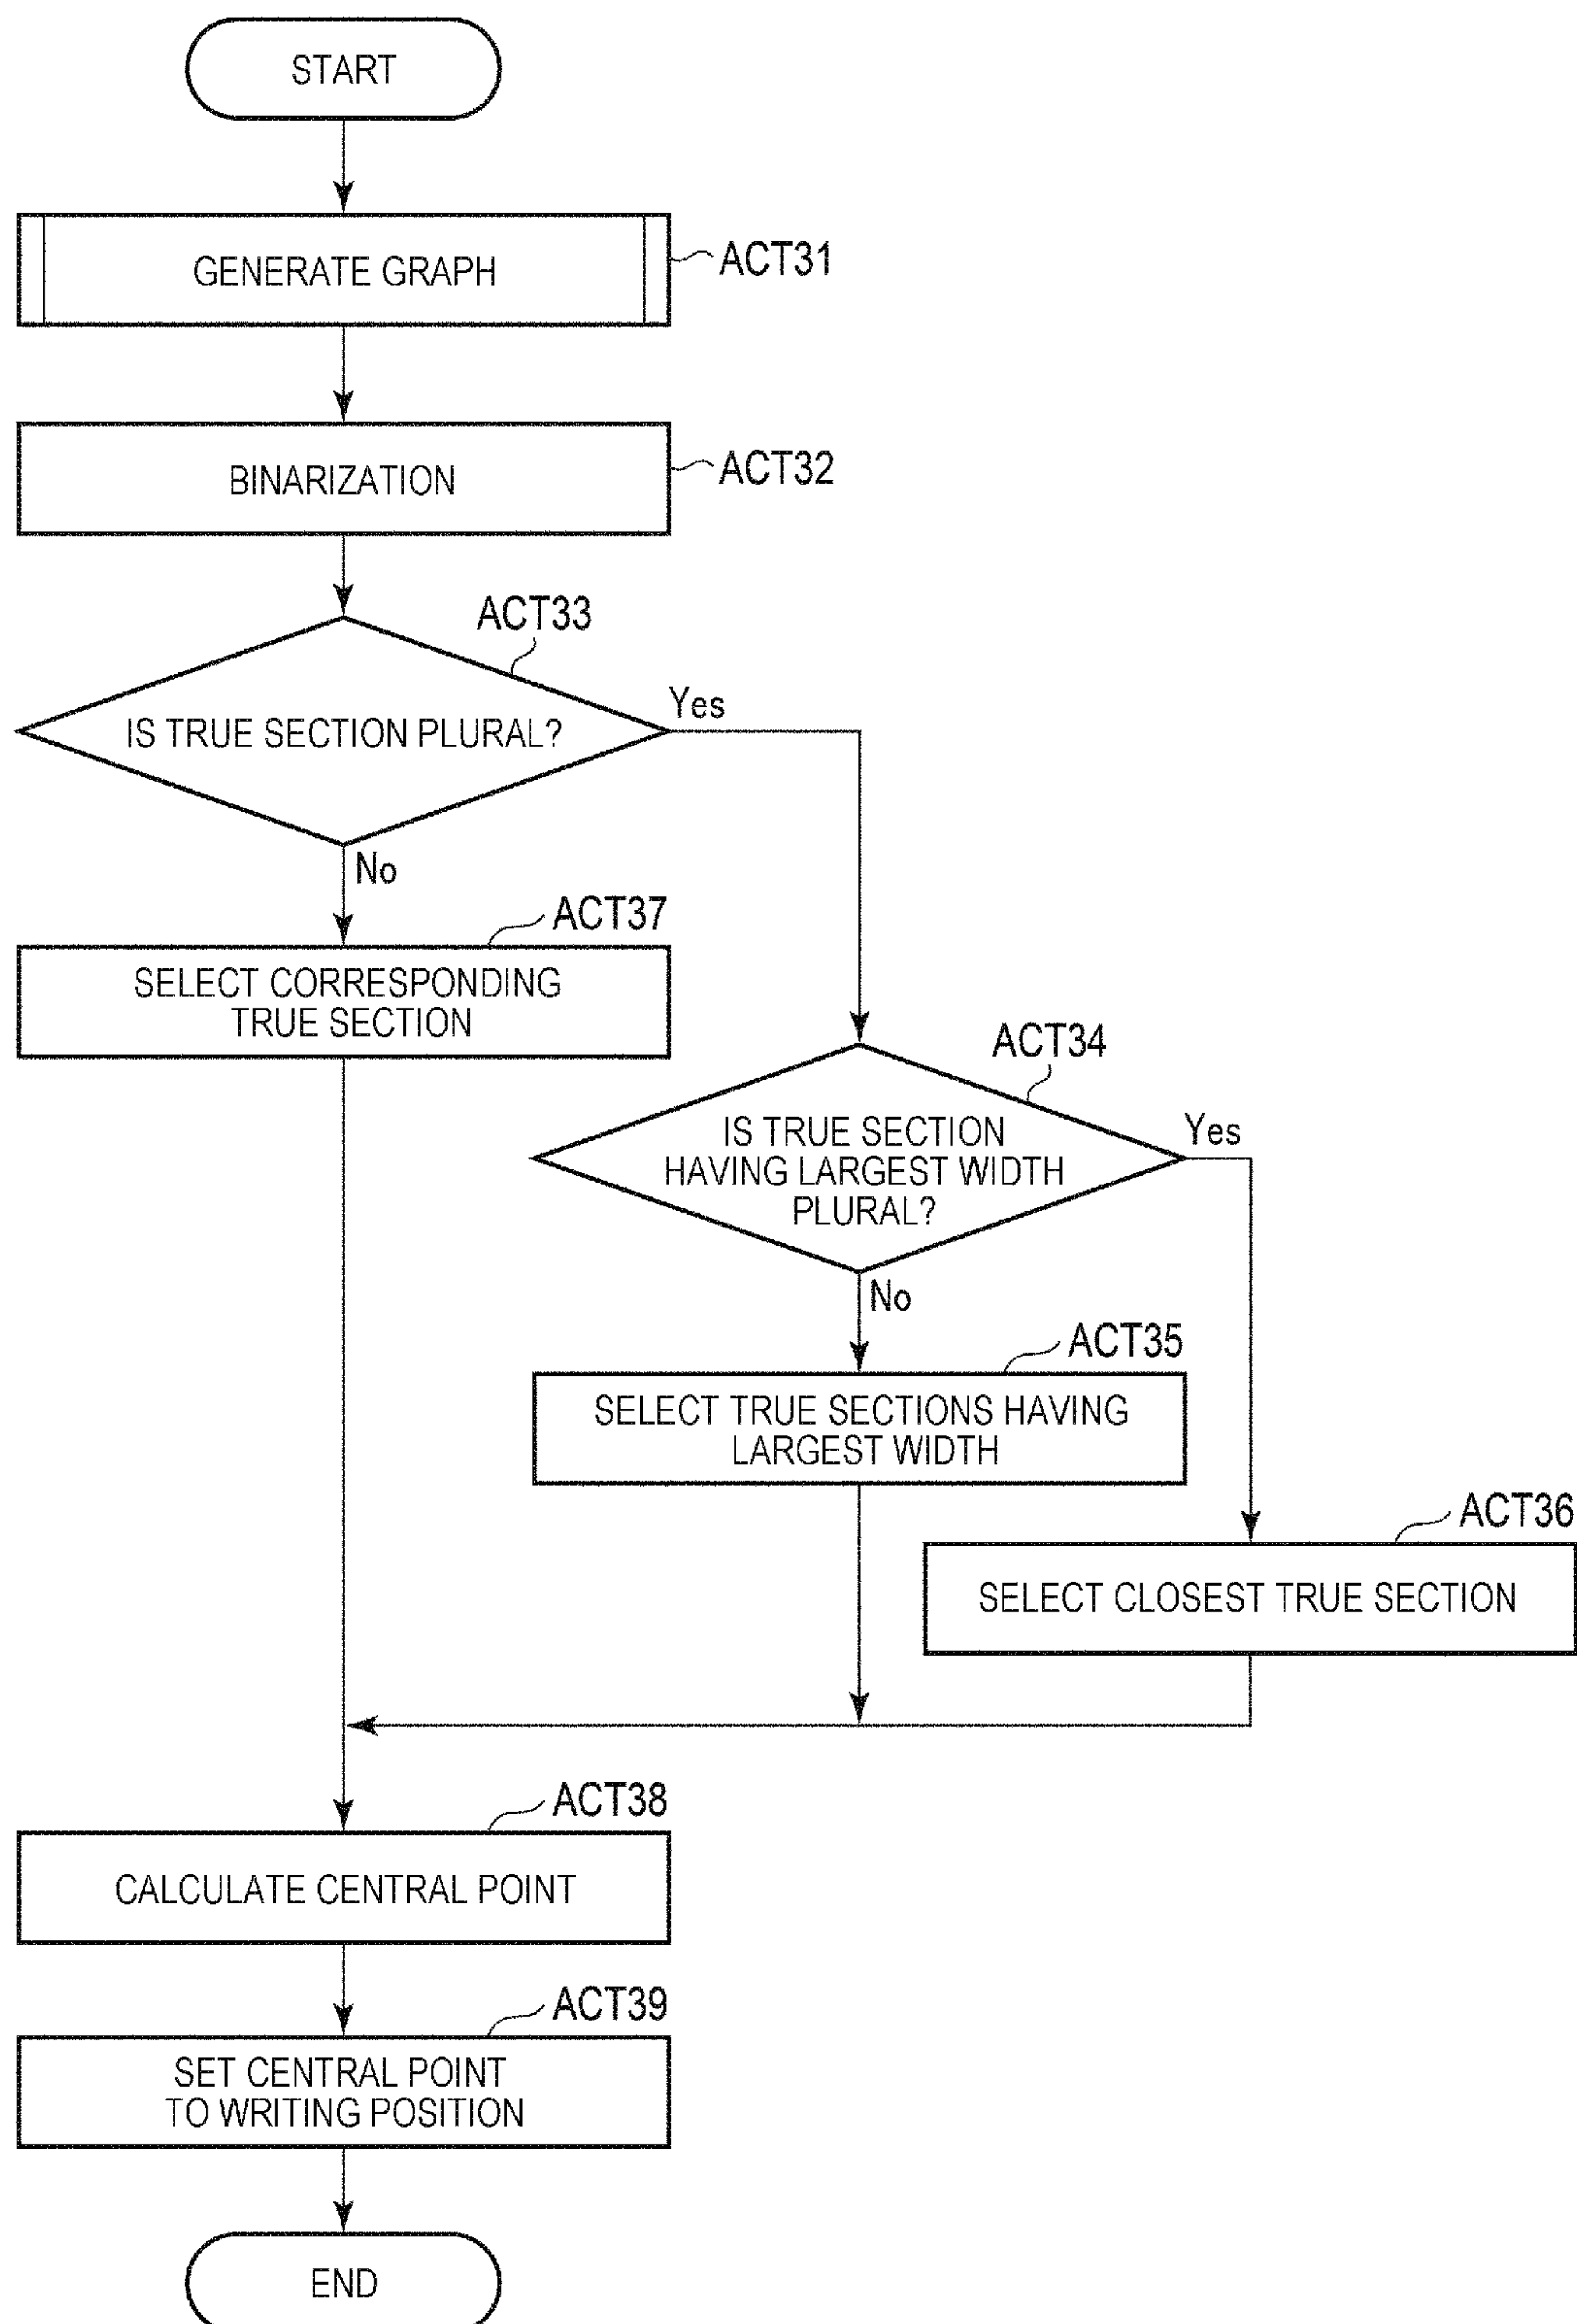 START
GENERATE GRAPH
ACT31
BINARIZATION
ACT32
ACT33
IS TRUE SECTION PLURAL?
Yes
No
ACT37
SELECT CORRESPONDING
TRUE SECTION
ACT34
IS TRUE SECTION
HAVING LARGEST WIDTH
PLURAL?
Yes
No
ACT35
SELECT TRUE SECTIONS HAVING
LARGEST WIDTH
ACT36
SELECT CLOSEST TRUE SECTION
ACT38
CALCULATE CENTRAL POINT
ACT39
SET CENTRAL POINT
TO WRITING POSITION
END